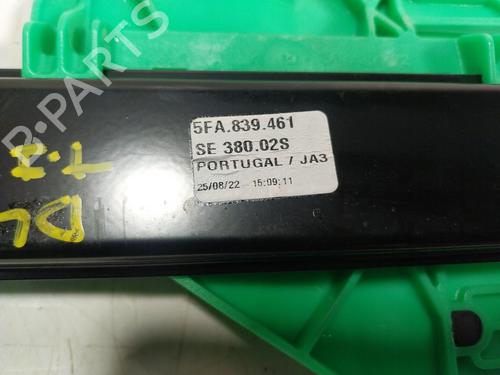 5FA.839.461
SE 380.02S
PORTUGAL / JA3
25/08/22 15:09:11
B-Parts